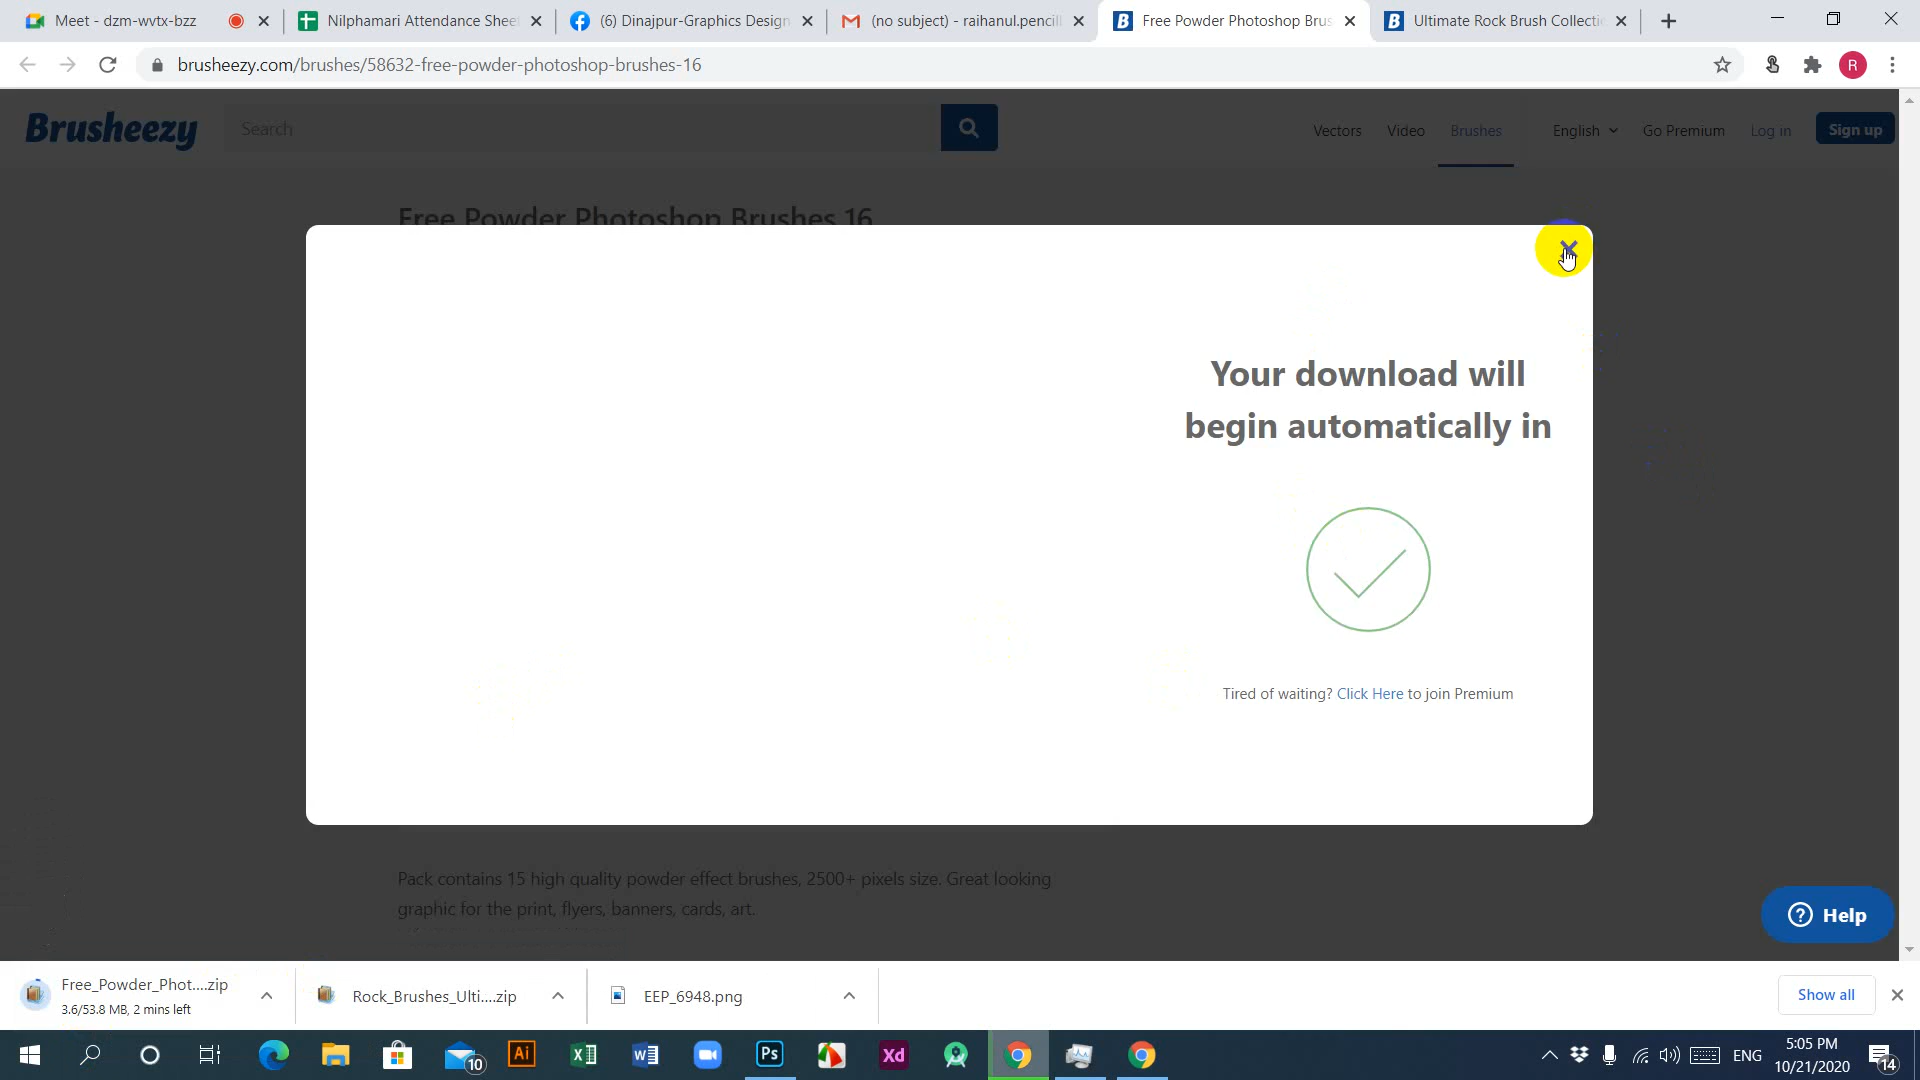 Meet - dzm-wvtx-bzz
Nilphamari Attendance Shee
(6) Dinajpur-Graphics Design
(no subject) - raihanul.pencil
Free Powder Photoshop Brus
Ultimate Rock Brush Collecti
brusheezy.com/brushes/58632-free-powder-photoshop-brushes-16
R
Brusheezy
Search
Vectors
Video
Brushes
English
Go Premium
Log in
Sign up
Free Powder Photoshop Brushes 16
Your download will
begin automatically in
Tired of waiting? Click Here to join Premium
Pack contains 15 high quality powder effect brushes, 2500+ pixels size. Great looking
graphic for the print, flyers, banners, cards, art.
Help
Free_Powder_Phot....zip
3.6/53.8 MB, 2 mins left
Rock_Brushes_Ulti....zip
EEP_6948.png
Show all
10
Ai
Ps
Xd
ENG
5:05 PM
10/21/2020
14